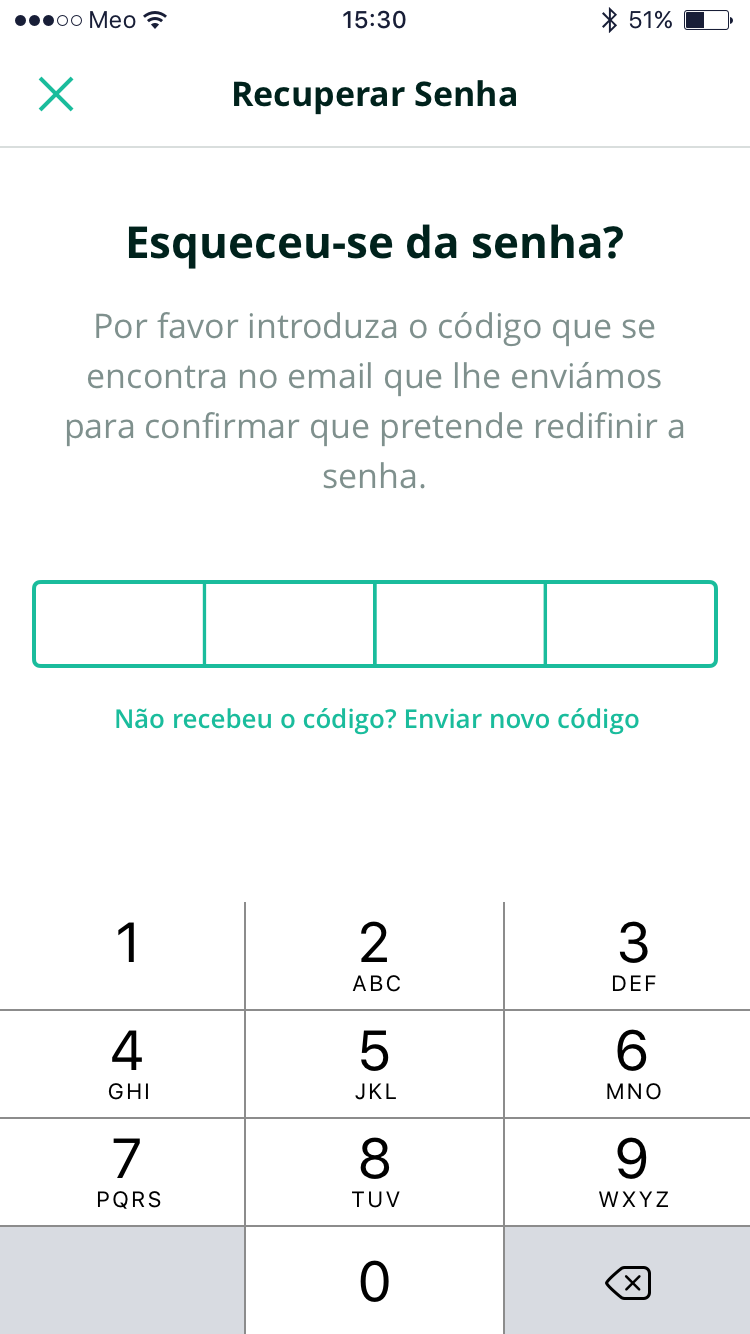 Meo 15:30 51%
Recuperar Senha
Esqueceu-se da senha?
Por favor introduza o código que se
encontra no email que lhe enviámos
para confirmar que pretende redifinir a
senha.
Não recebeu o código? Enviar novo código
1 2 3
ABC DEF
4 5 6
GHI JKL MNO
7 8 9
PQRS TUV WXYZ
0